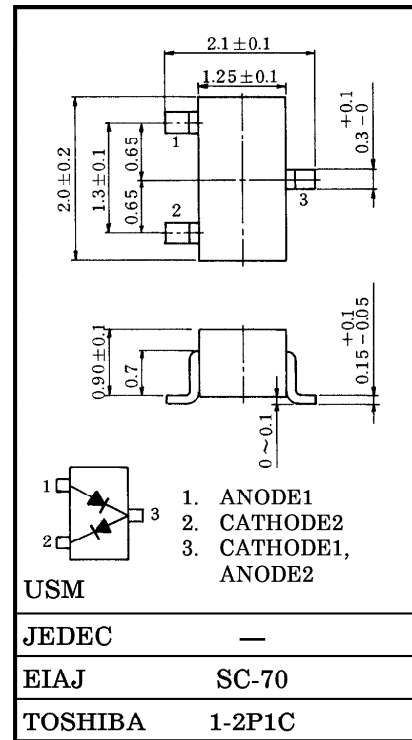 2.1±0.1
1.25±0.1
+0.1
0.3-0
2.0±0.2
1.3±0.1
0.65
0.65
1
2
3
0.90±0.1
0.7
+0.1
0.15-0.05
0~0.1
1
2
3
1. ANODE1
2. CATHODE2
3. CATHODE1,
ANODE2
USM
JEDEC —
EIAJ SC-70
TOSHIBA 1-2P1C